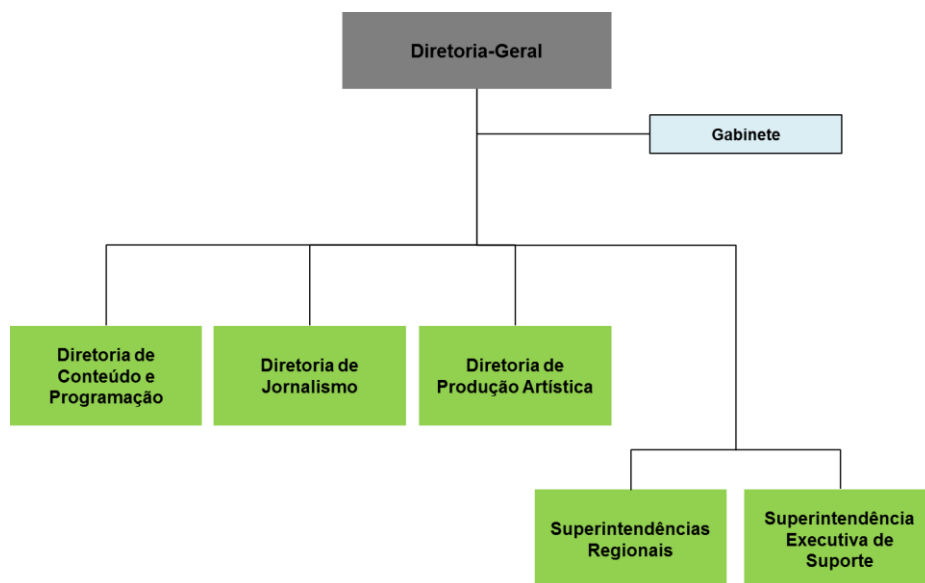 Diretoria-Geral
Gabinete
Diretoria de
Conteúdo e
Programação
Diretoria de
Jornalismo
Diretoria de
Produção Artística
Superintendências
Regionais
Superintendência
Executiva de
Suporte